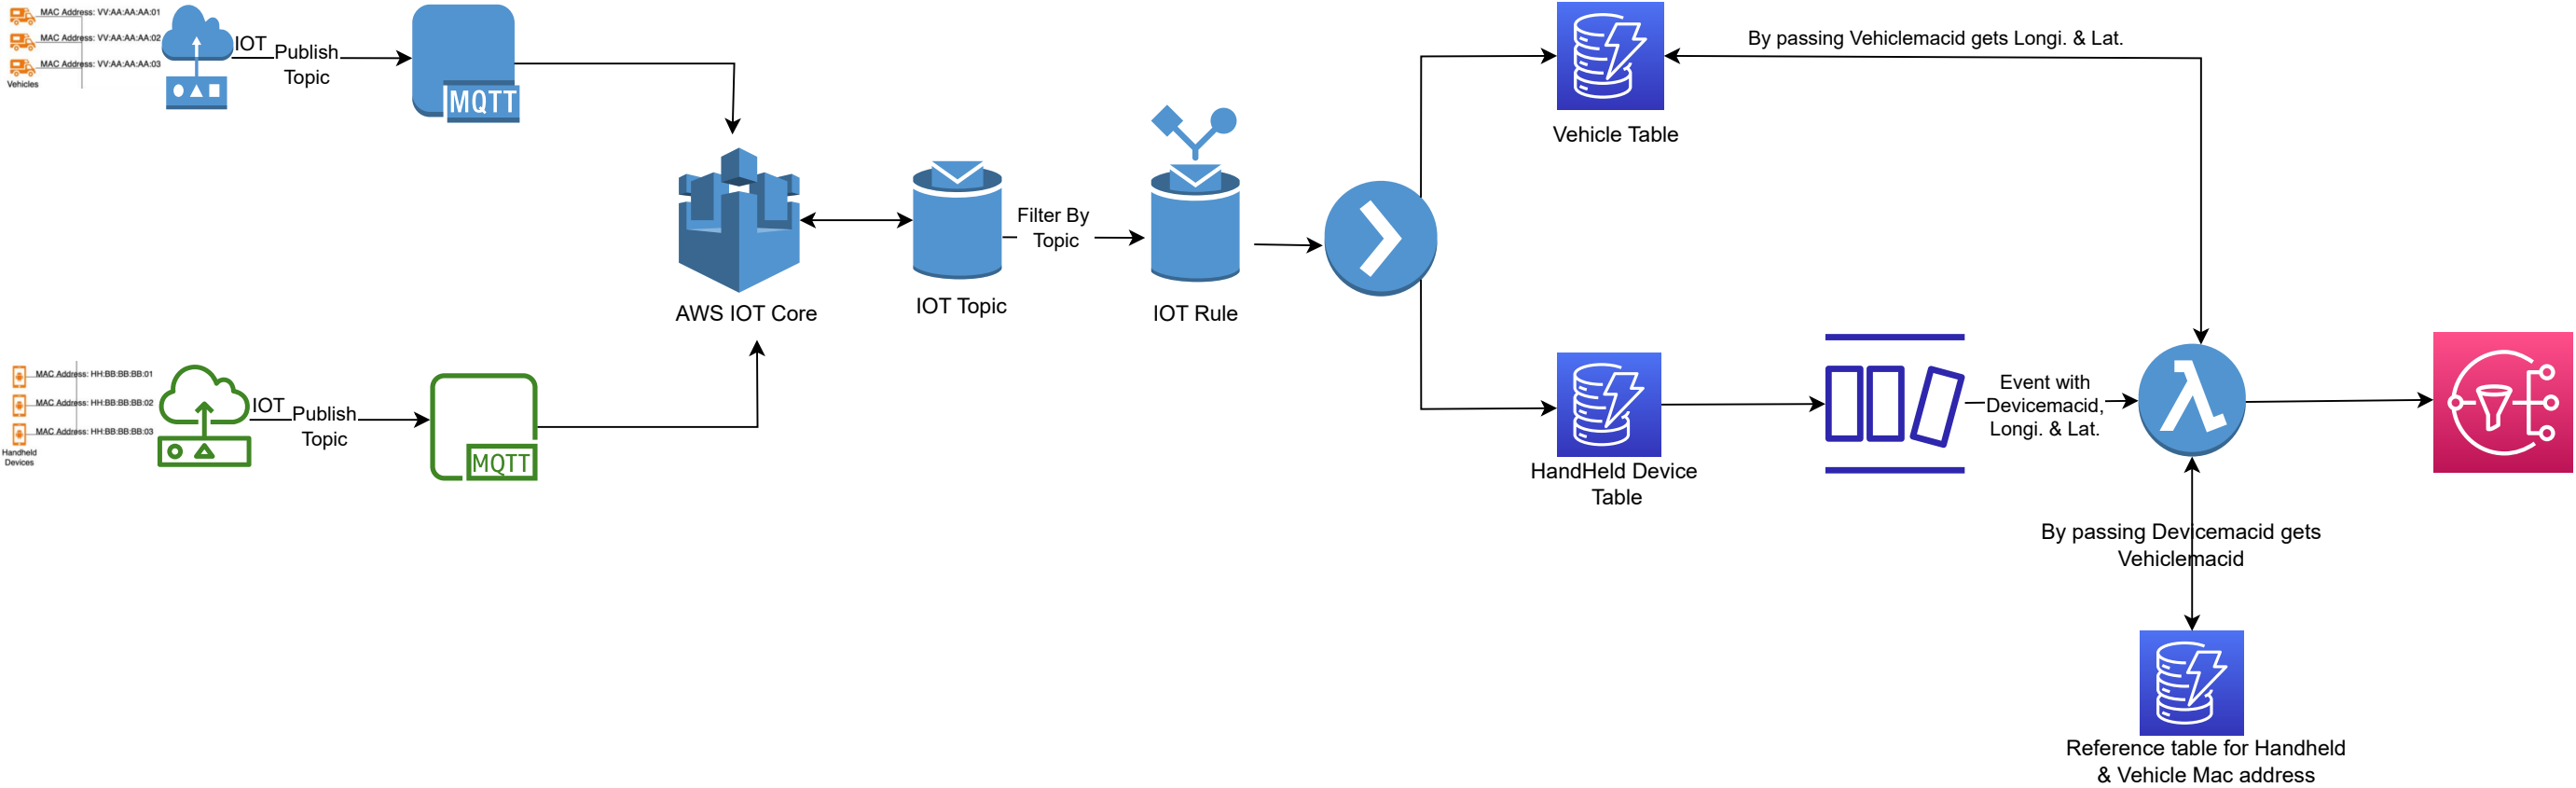 MAC Address: VV:AA:AA:AA:01
MAC Address: VV:AA:AA:AA:02
MAC Address: VV:AA:AA:AA:03
Vehicles
IOT
Publish
Topic
MQTT
By passing Vehiclemacid gets Longi. & Lat.
Vehicle Table
AWS IOT Core
IOT Topic
Filter By
Topic
IOT Rule
MAC Address: HH:BB:BB:BB:01
MAC Address: HH:BB:BB:BB:02
MAC Address: HH:BB:BB:BB:03
Handheld
Devices
IOT
Publish
Topic
MQTT
HandHeld Device
Table
Event with
Devicemacid,
Longi. & Lat.
By passing Devicemacid gets
Vehiclemacid
Reference table for Handheld
& Vehicle Mac address